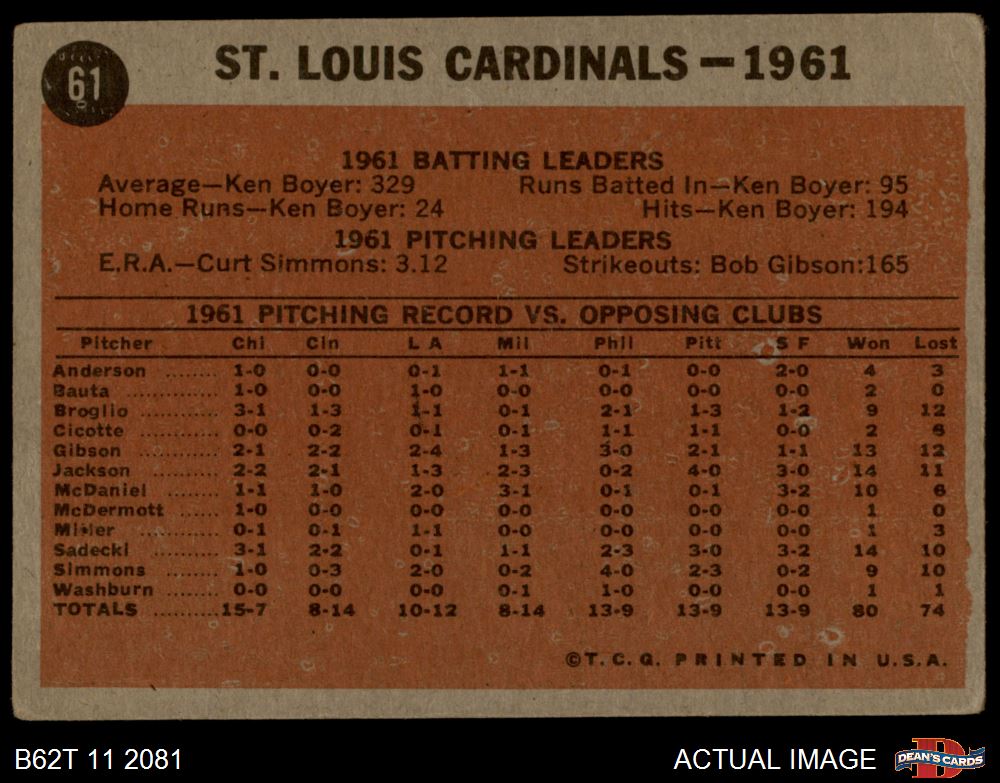 61
ST. LOUIS CARDINALS—1961
1961 BATTING LEADERS
Average—Ken Boyer: 329 Runs Batted In—Ken Boyer: 95
Home Runs—Ken Boyer: 24 Hits—Ken Boyer: 194
1961 PITCHING LEADERS
E.R.A.—Curt Simmons: 3.12 Strikeouts: Bob Gibson:165
1961 PITCHING RECORD VS. OPPOSING CLUBS
Pitcher Chi Cin L A Mil Phil Pitt S F Won Lost
Anderson ........ 1-0 0-0 0-1 1-1 0-1 0-0 2-0 4 3
Bauta .............. 1-0 0-0 1-0 0-0 0-0 0-0 0-0 2 0
Broglio ............ 3-1 1-3 1-1 0-1 2-1 1-3 1-2 9 12
Cicotte ............ 0-0 0-2 0-1 0-1 1-1 1-1 0-0 2 6
Gibson ............ 2-1 2-2 2-4 1-3 3-0 2-1 1-1 13 12
Jackson .......... 2-2 2-1 1-3 2-3 0-2 4-0 3-0 14 11
McDaniel ........ 1-1 1-0 2-0 3-1 0-1 0-1 3-2 10 6
McDermott ...... 1-0 0-0 0-0 0-0 0-0 0-0 0-0 1 0
Miller .............. 0-1 0-1 1-1 0-0 0-0 0-0 0-0 1 3
Sadecki .......... 3-1 2-2 0-1 1-1 2-3 3-0 3-2 14 10
Simmons ........ 1-0 0-3 2-0 0-2 4-0 2-3 0-2 9 10
Washburn ........ 0-0 0-0 0-0 0-1 1-0 0-0 0-0 1 1
TOTALS .......... 15-7 8-14 10-12 8-14 13-9 13-9 13-9 80 74
©T. C. G. PRINTED IN U.S.A.
B62T 11 2081 ACTUAL IMAGE
D
DEAN'S CARDS